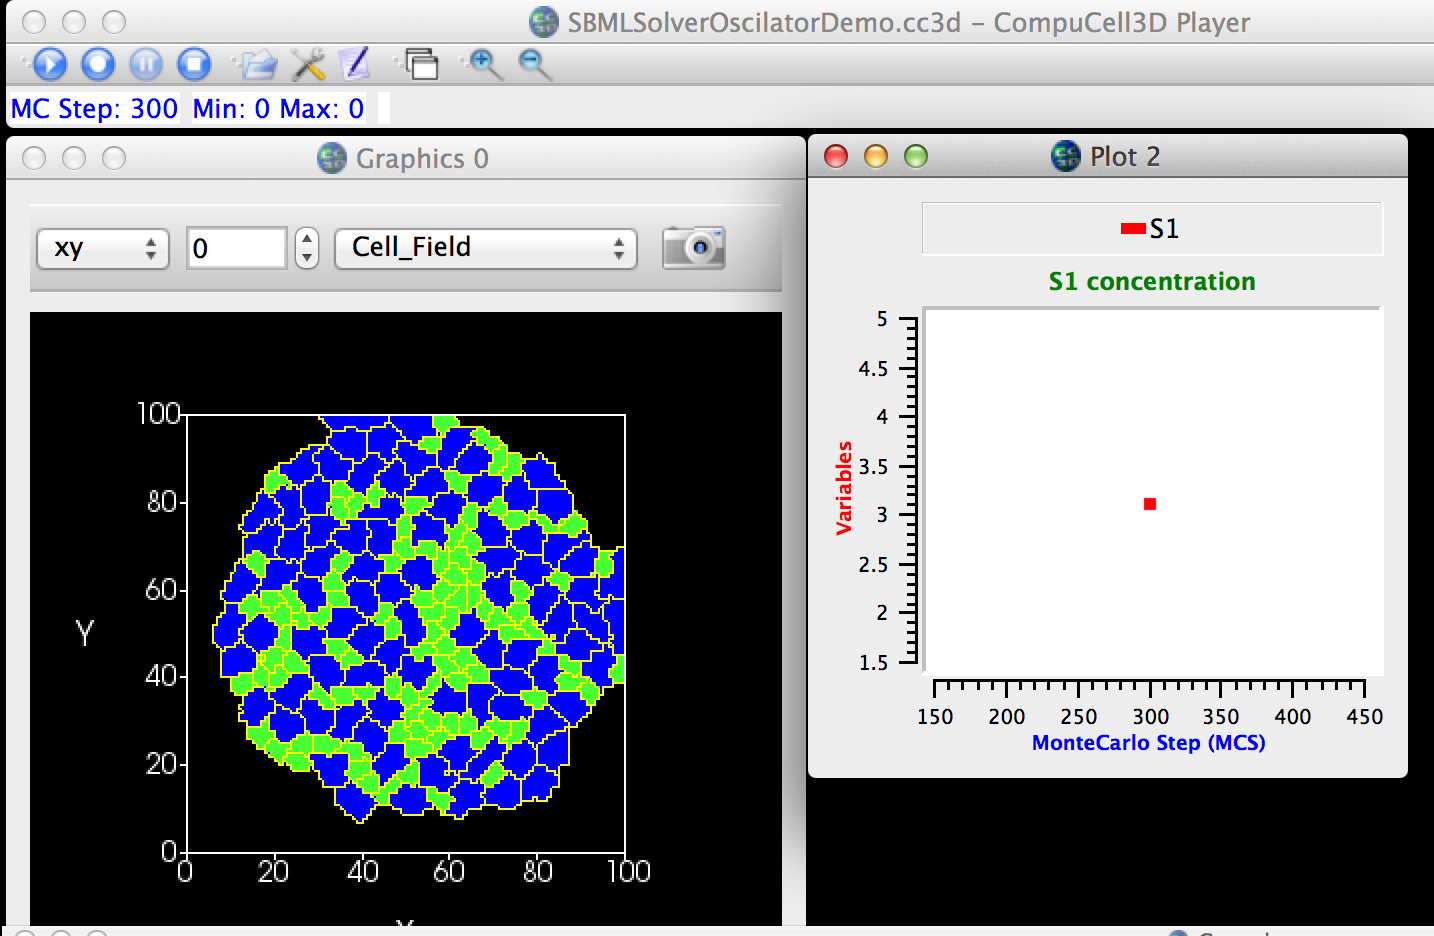 SBMLSolverOscilatorDemo.cc3d – CompuCell3D Player
MC Step: 300 Min: 0 Max: 0
Graphics 0
xy 0 Cell_Field
100
80
60
40
20
0
Y
0 20 40 60 80 100
Plot 2
S1
S1 concentration
5
4.5
4
3.5
3
2.5
2
1.5
Variables
150 200 250 300 350 400 450
MonteCarlo Step (MCS)